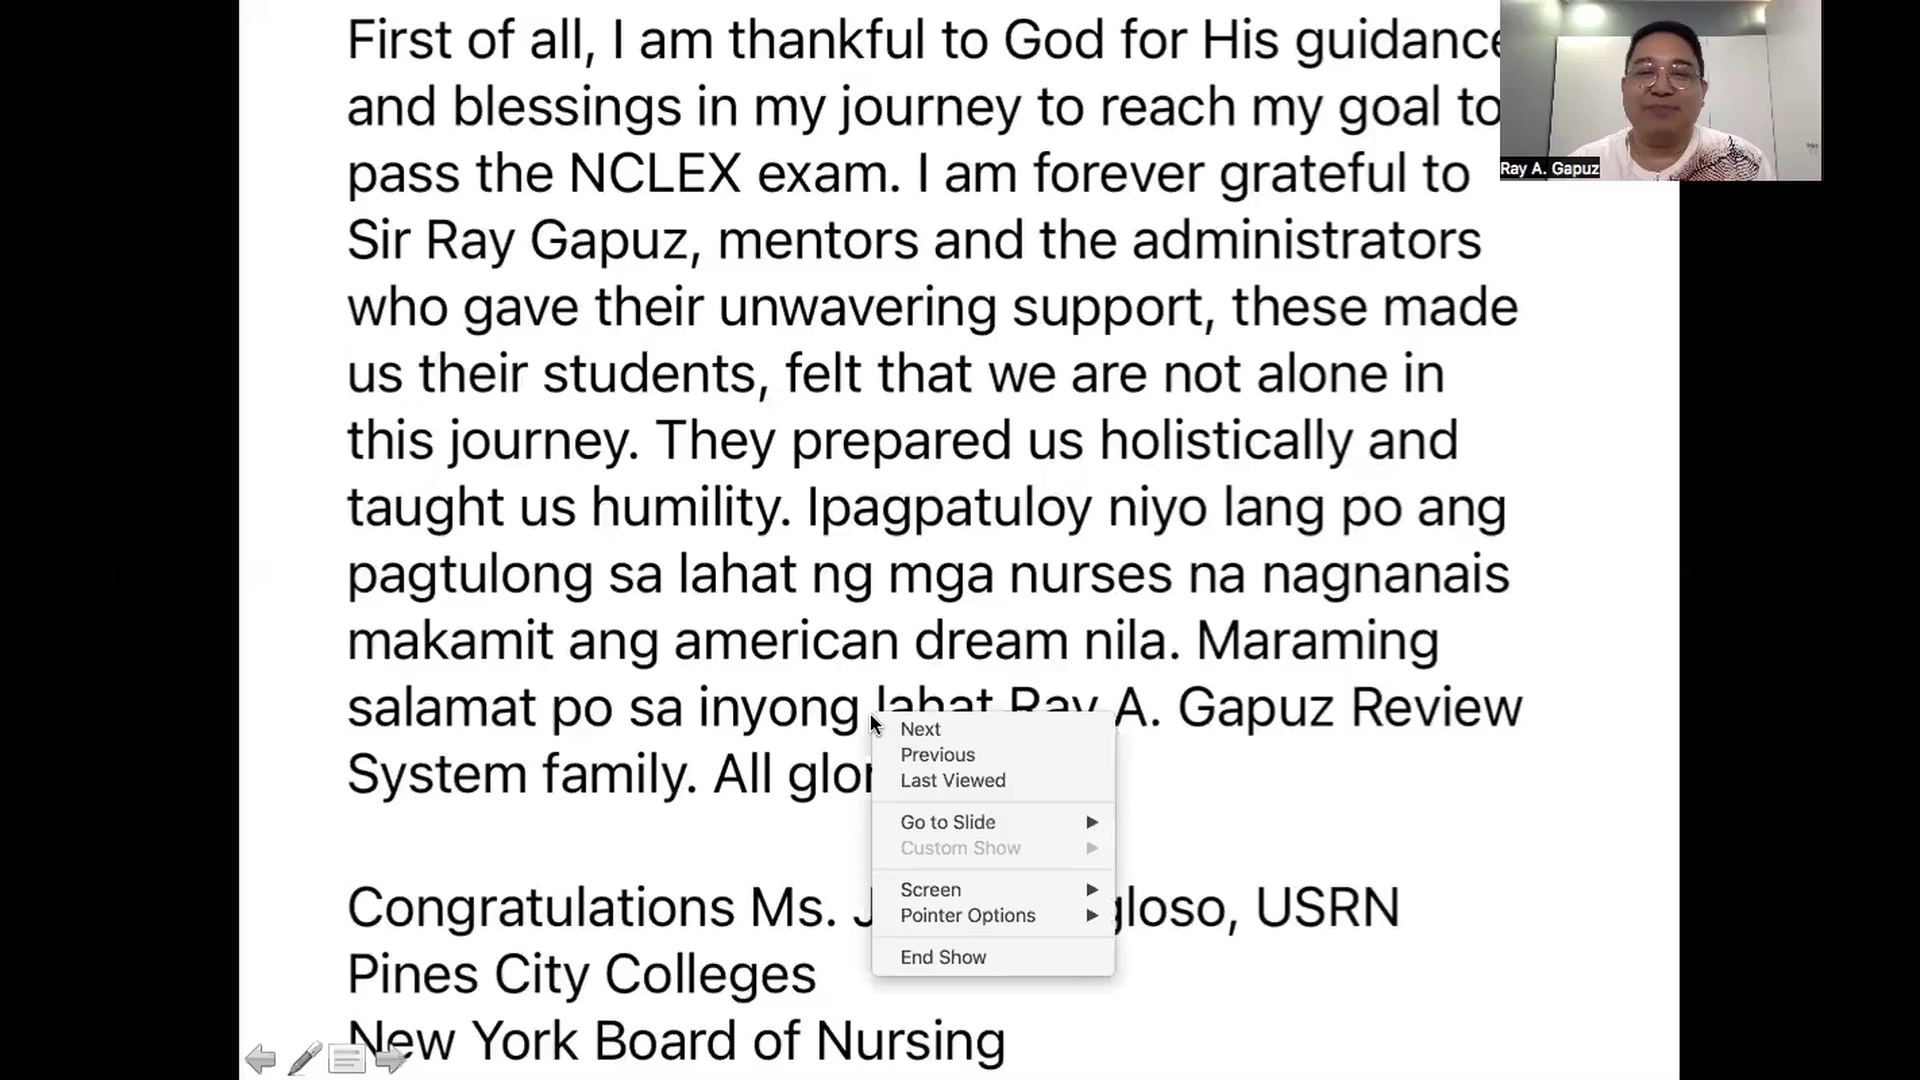 First of all, I am thankful to God for His guidance
and blessings in my journey to reach my goal to
pass the NCLEX exam. I am forever grateful to
Sir Ray Gapuz, mentors and the administrators
who gave their unwavering support, these made
us their students, felt that we are not alone in
this journey. They prepared us holistically and
taught us humility. Ipagpatuloy niyo lang po ang
pagtulong sa lahat ng mga nurses na nagnanais
makamit ang american dream nila. Maraming
salamat po sa inyong lahat Ray A. Gapuz Review
System family. All
Congratulations Ms. USRN
Pines City Colleges
New York Board of Nursing
Ray A. Gapuz
Next
Previous
Last Viewed
Go to Slide
Custom Show
Screen
Pointer Options
End Show